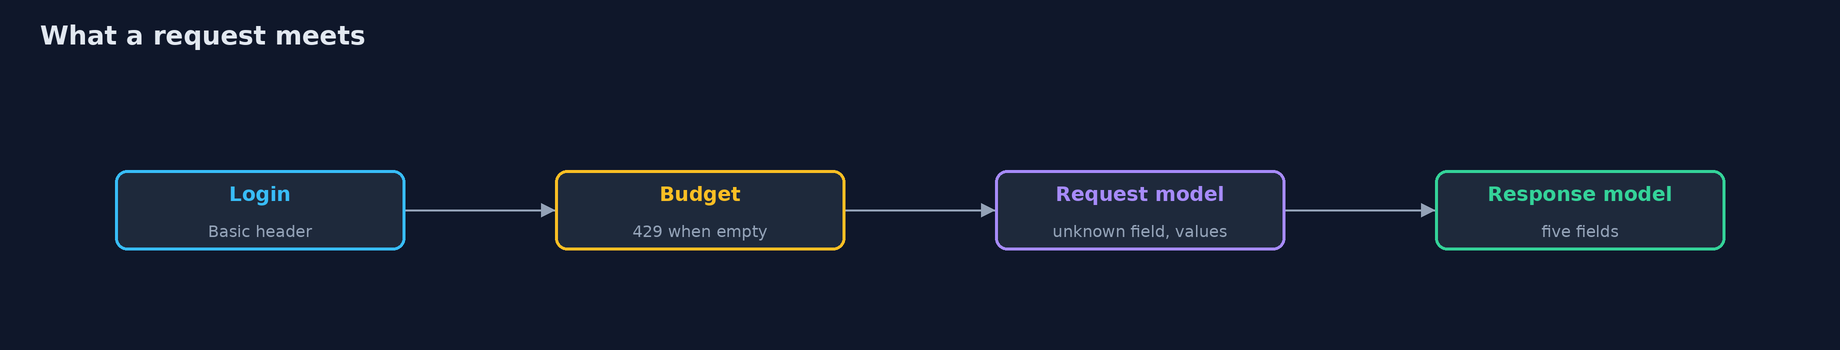 What a request meets
Login
Basic header
Budget
429 when empty
Request model
unknown field, values
Response model
five fields